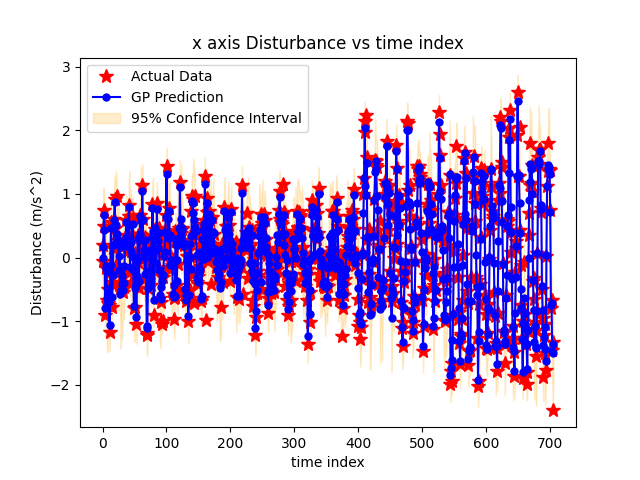 x axis Disturbance vs time index
Actual Data
GP Prediction
95% Confidence Interval
Disturbance (m/s^2)
3
2
1
0
−1
−2
0 100 200 300 400 500 600 700
time index